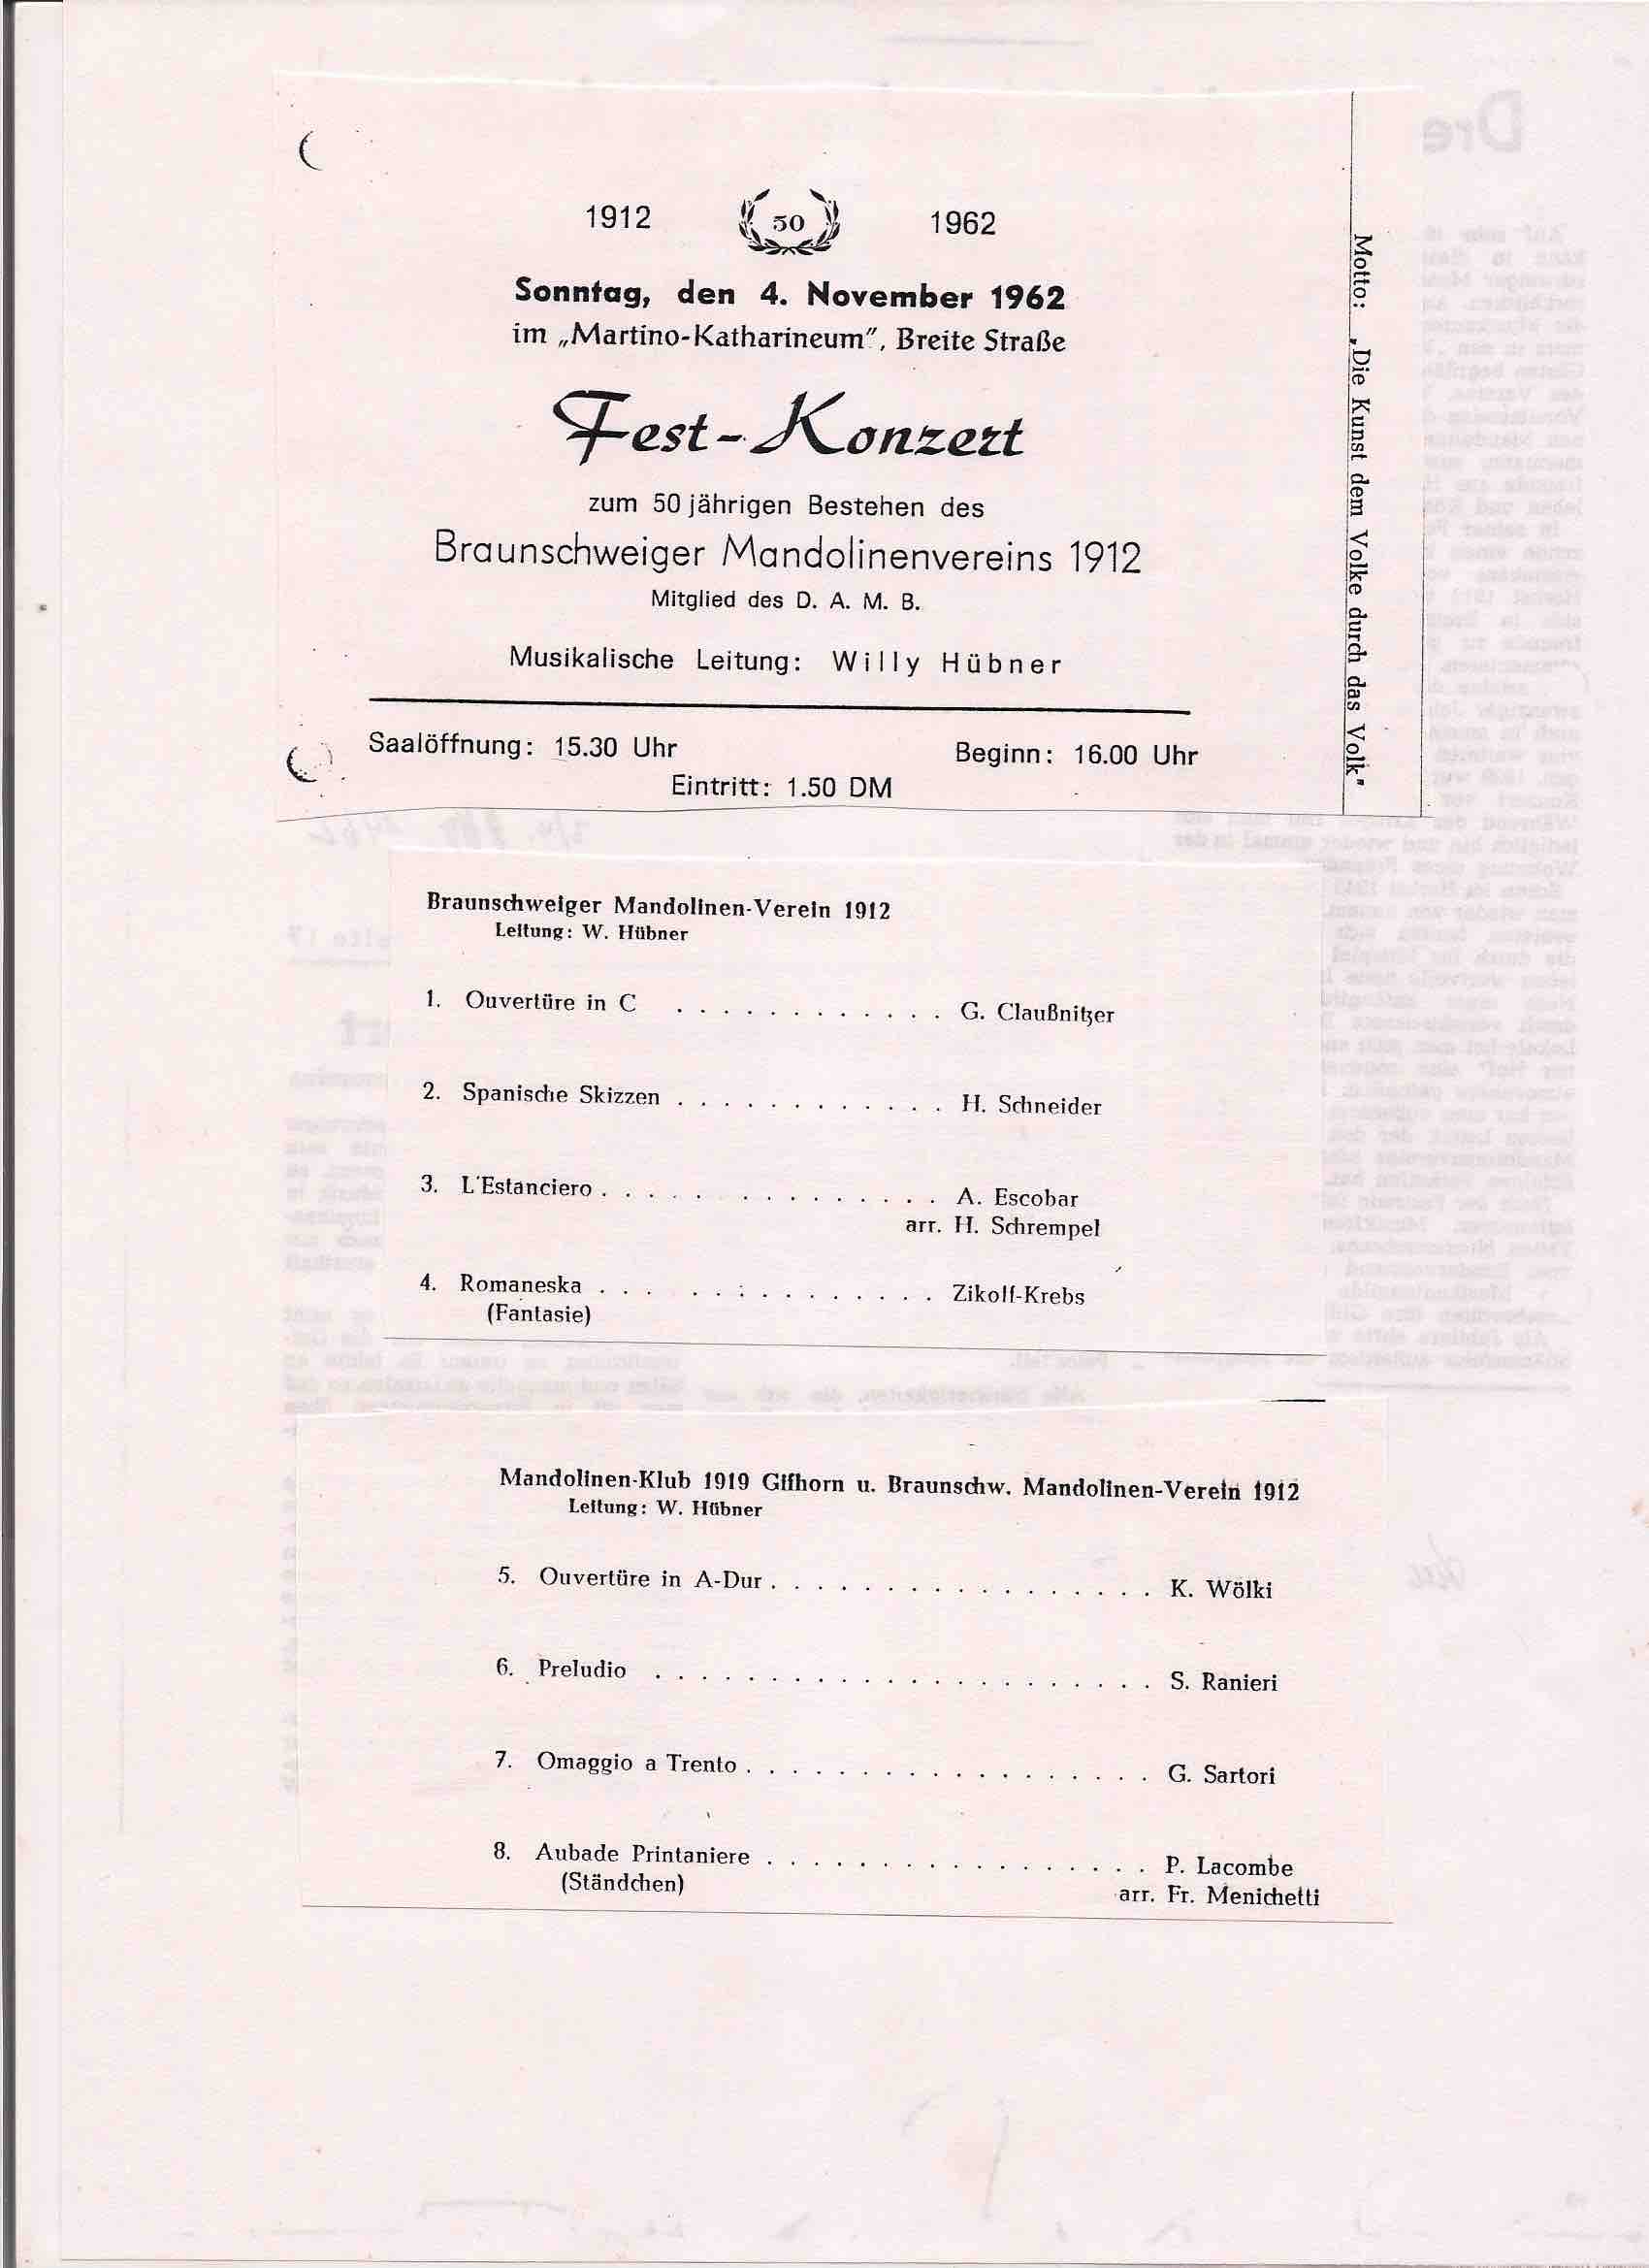 1912 50 1962
Sonntag, den 4. November 1962
im „Martino-Katharineum“, Breite Straße
Fest-Konzert
zum 50 jährigen Bestehen des
Braunschweiger Mandolinenvereins 1912
Mitglied des D. A. M. B.
Musikalische Leitung: Willy Hübner
Saalöffnung: 15.30 Uhr Beginn: 16.00 Uhr
Eintritt: 1.50 DM
Motto: „Die Kunst dem Volke durch das Volk"
Braunschweiger Mandolinen-Verein 1912
Leitung: W. Hübner
1. Ouvertüre in C . . . . . . . . . . . . G. Claußnitzer
2. Spanische Skizzen . . . . . . . . . . . . H. Schneider
3. L'Estanciero . . . . . . . . . . . . . . . A. Escobar
arr. H. Schrempel
4. Romaneska . . . . . . . . . . . . . . . Zikoff-Krebs
(Fantasie)
Mandolinen-Klub 1919 Gifhorn u. Braunschw. Mandolinen-Verein 1912
Leitung: W. Hübner
5. Ouvertüre in A-Dur . . . . . . . . . . . . . . . . . K. Wölki
6. Preludio . . . . . . . . . . . . . . . . . . . . . . S. Ranieri
7. Omaggio a Trento . . . . . . . . . . . . . . . . . . G. Sartori
8. Aubade Printaniere . . . . . . . . . . . . . . . . . P. Lacombe
(Ständchen) arr. Fr. Menichetti